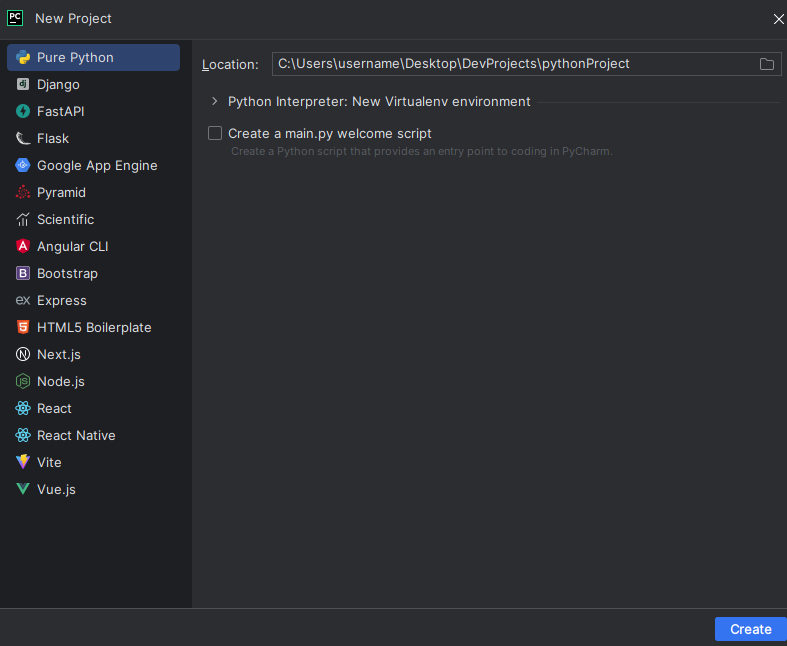 PC
New Project
Pure Python
dj Django
FastAPI
Flask
Google App Engine
Pyramid
Scientific
A Angular CLI
B Bootstrap
ex Express
5 HTML5 Boilerplate
N Next.js
JS Node.js
React
React Native
Vite
Vue.js
Location: C:\Users\username\Desktop\DevProjects\pythonProject
Python Interpreter: New Virtualenv environment
Create a main.py welcome script
Create a Python script that provides an entry point to coding in PyCharm.
Create